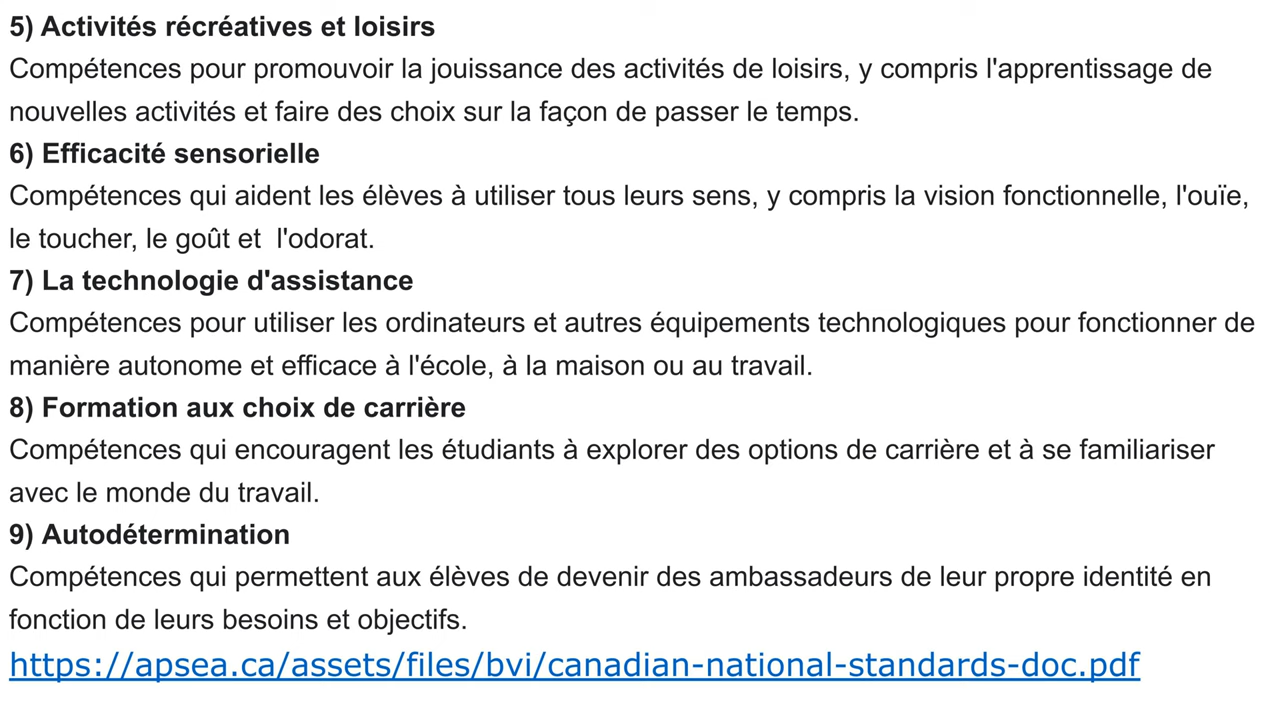 5) Activités récréatives et loisirs
Compétences pour promouvoir la jouissance des activités de loisirs, y compris l'apprentissage de
nouvelles activités et faire des choix sur la façon de passer le temps.
6) Efficacité sensorielle
Compétences qui aident les élèves à utiliser tous leurs sens, y compris la vision fonctionnelle, l'ouïe,
le toucher, le goût et  l'odorat.
7) La technologie d'assistance
Compétences pour utiliser les ordinateurs et autres équipements technologiques pour fonctionner de
manière autonome et efficace à l'école, à la maison ou au travail.
8) Formation aux choix de carrière
Compétences qui encouragent les étudiants à explorer des options de carrière et à se familiariser
avec le monde du travail.
9) Autodétermination
Compétences qui permettent aux élèves de devenir des ambassadeurs de leur propre identité en
fonction de leurs besoins et objectifs.
https://apsea.ca/assets/files/bvi/canadian-national-standards-doc.pdf